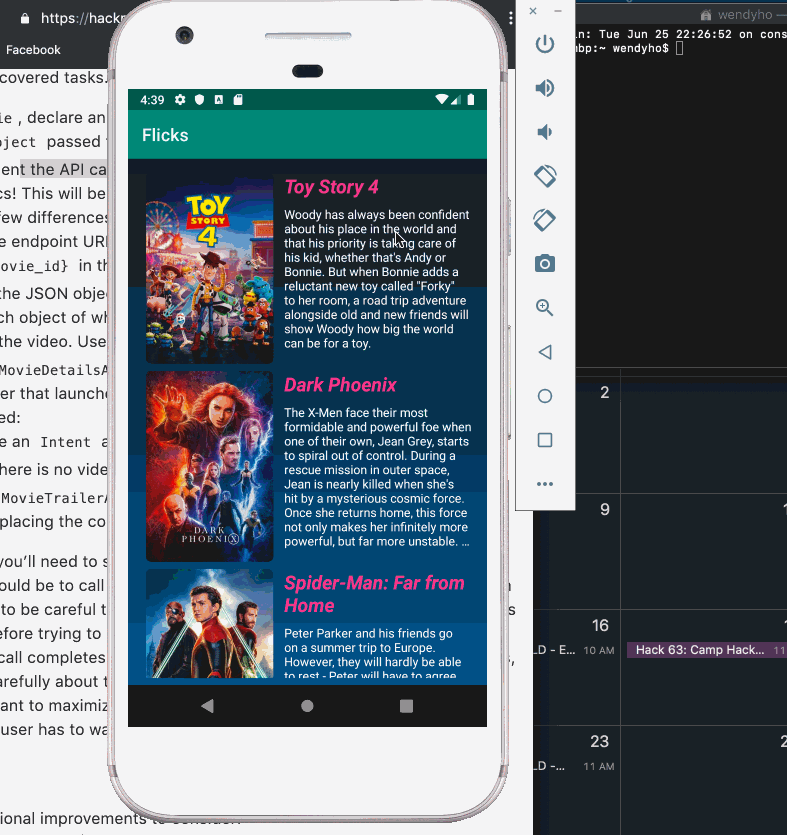 https://hackr
Facebook
covered tasks.
ie , declare an
bject passed t
ent the API ca
cs! This will be
few differences
e endpoint URL
ovie_id} in th
the JSON objec
ch object of wh
the video. Use
MovieDetailsA
er that launche
ed:
e an Intent a
here is no vide
MovieTrailerA
placing the co
you'll need to s
ould be to call
to be careful t
efore trying to
call completes
arefully about t
ant to maximiz
user has to wa
ional improvements to consider:
4:39
Flicks
TOY
STORY
4
Toy Story 4
Woody has always been confident
about his place in the world and
that his priority is taking care of
his kid, whether that's Andy or
Bonnie. But when Bonnie adds a
reluctant new toy called "Forky"
to her room, a road trip adventure
alongside old and new friends will
show Woody how big the world
can be for a toy.
DARK
PHOENIX
Dark Phoenix
The X-Men face their most
formidable and powerful foe when
one of their own, Jean Grey, starts
to spiral out of control. During a
rescue mission in outer space,
Jean is nearly killed when she's
hit by a mysterious cosmic force.
Once she returns home, this force
not only makes her infinitely more
powerful, but far more unstable. …
Spider-Man: Far from
Home
Peter Parker and his friends go
on a summer trip to Europe.
However, they will hardly be able
to rest - Peter will have to agree
wendyho —
in: Tue Jun 25 22:26:52 on cons
mbp:~ wendyho$
2
9
16
LD - E... 10 AM
Hack 63: Camp Hack... 11
23
LD -... 11 AM
2